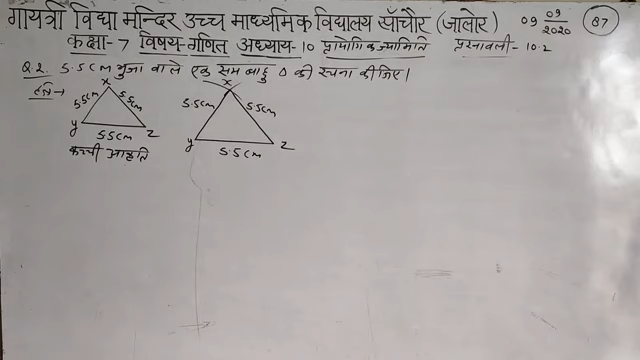 गायत्री विद्या मन्दिर उच्च माध्यमिक विद्यालय साँचौर (जालोर) 09 09/2020 87
कक्षा-7 विषय-गणित अध्याय-10 प्रायोगिक ज्यामिति प्रश्नावली-10.2
Q.2. 5.5cm भुजा वाले एक सम बाहु Δ की रचना कीजिए।
हल→
X X
5.5cm 5.5cm 5.5cm 5.5cm
y Z y Z
5.5cm 5.5cm
कच्ची आकृति